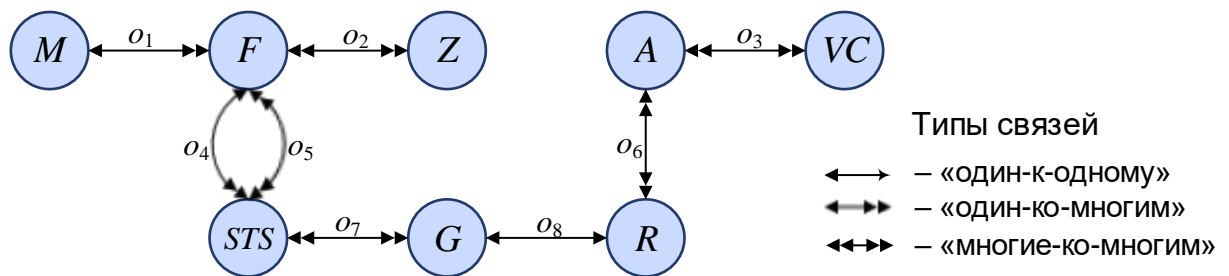 M o₁ F o₂ Z A o₃ VC
o₄ o₅ o₆
Типы связей
– «один-к-одному»
– «один-ко-многим»
– «многие-ко-многим»
STS o₇ G o₈ R